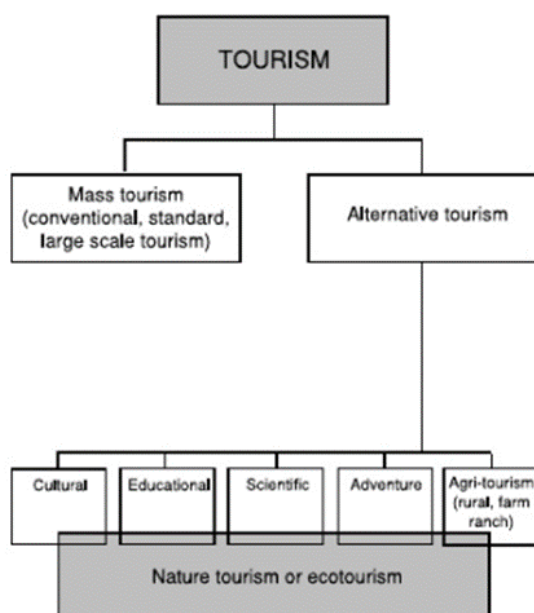 TOURISM
Mass tourism
(conventional, standard,
large scale tourism)
Alternative tourism
Cultural
Educational
Scientific
Adventure
Agri-tourism
(rural, farm
ranch)
Nature tourism or ecotourism